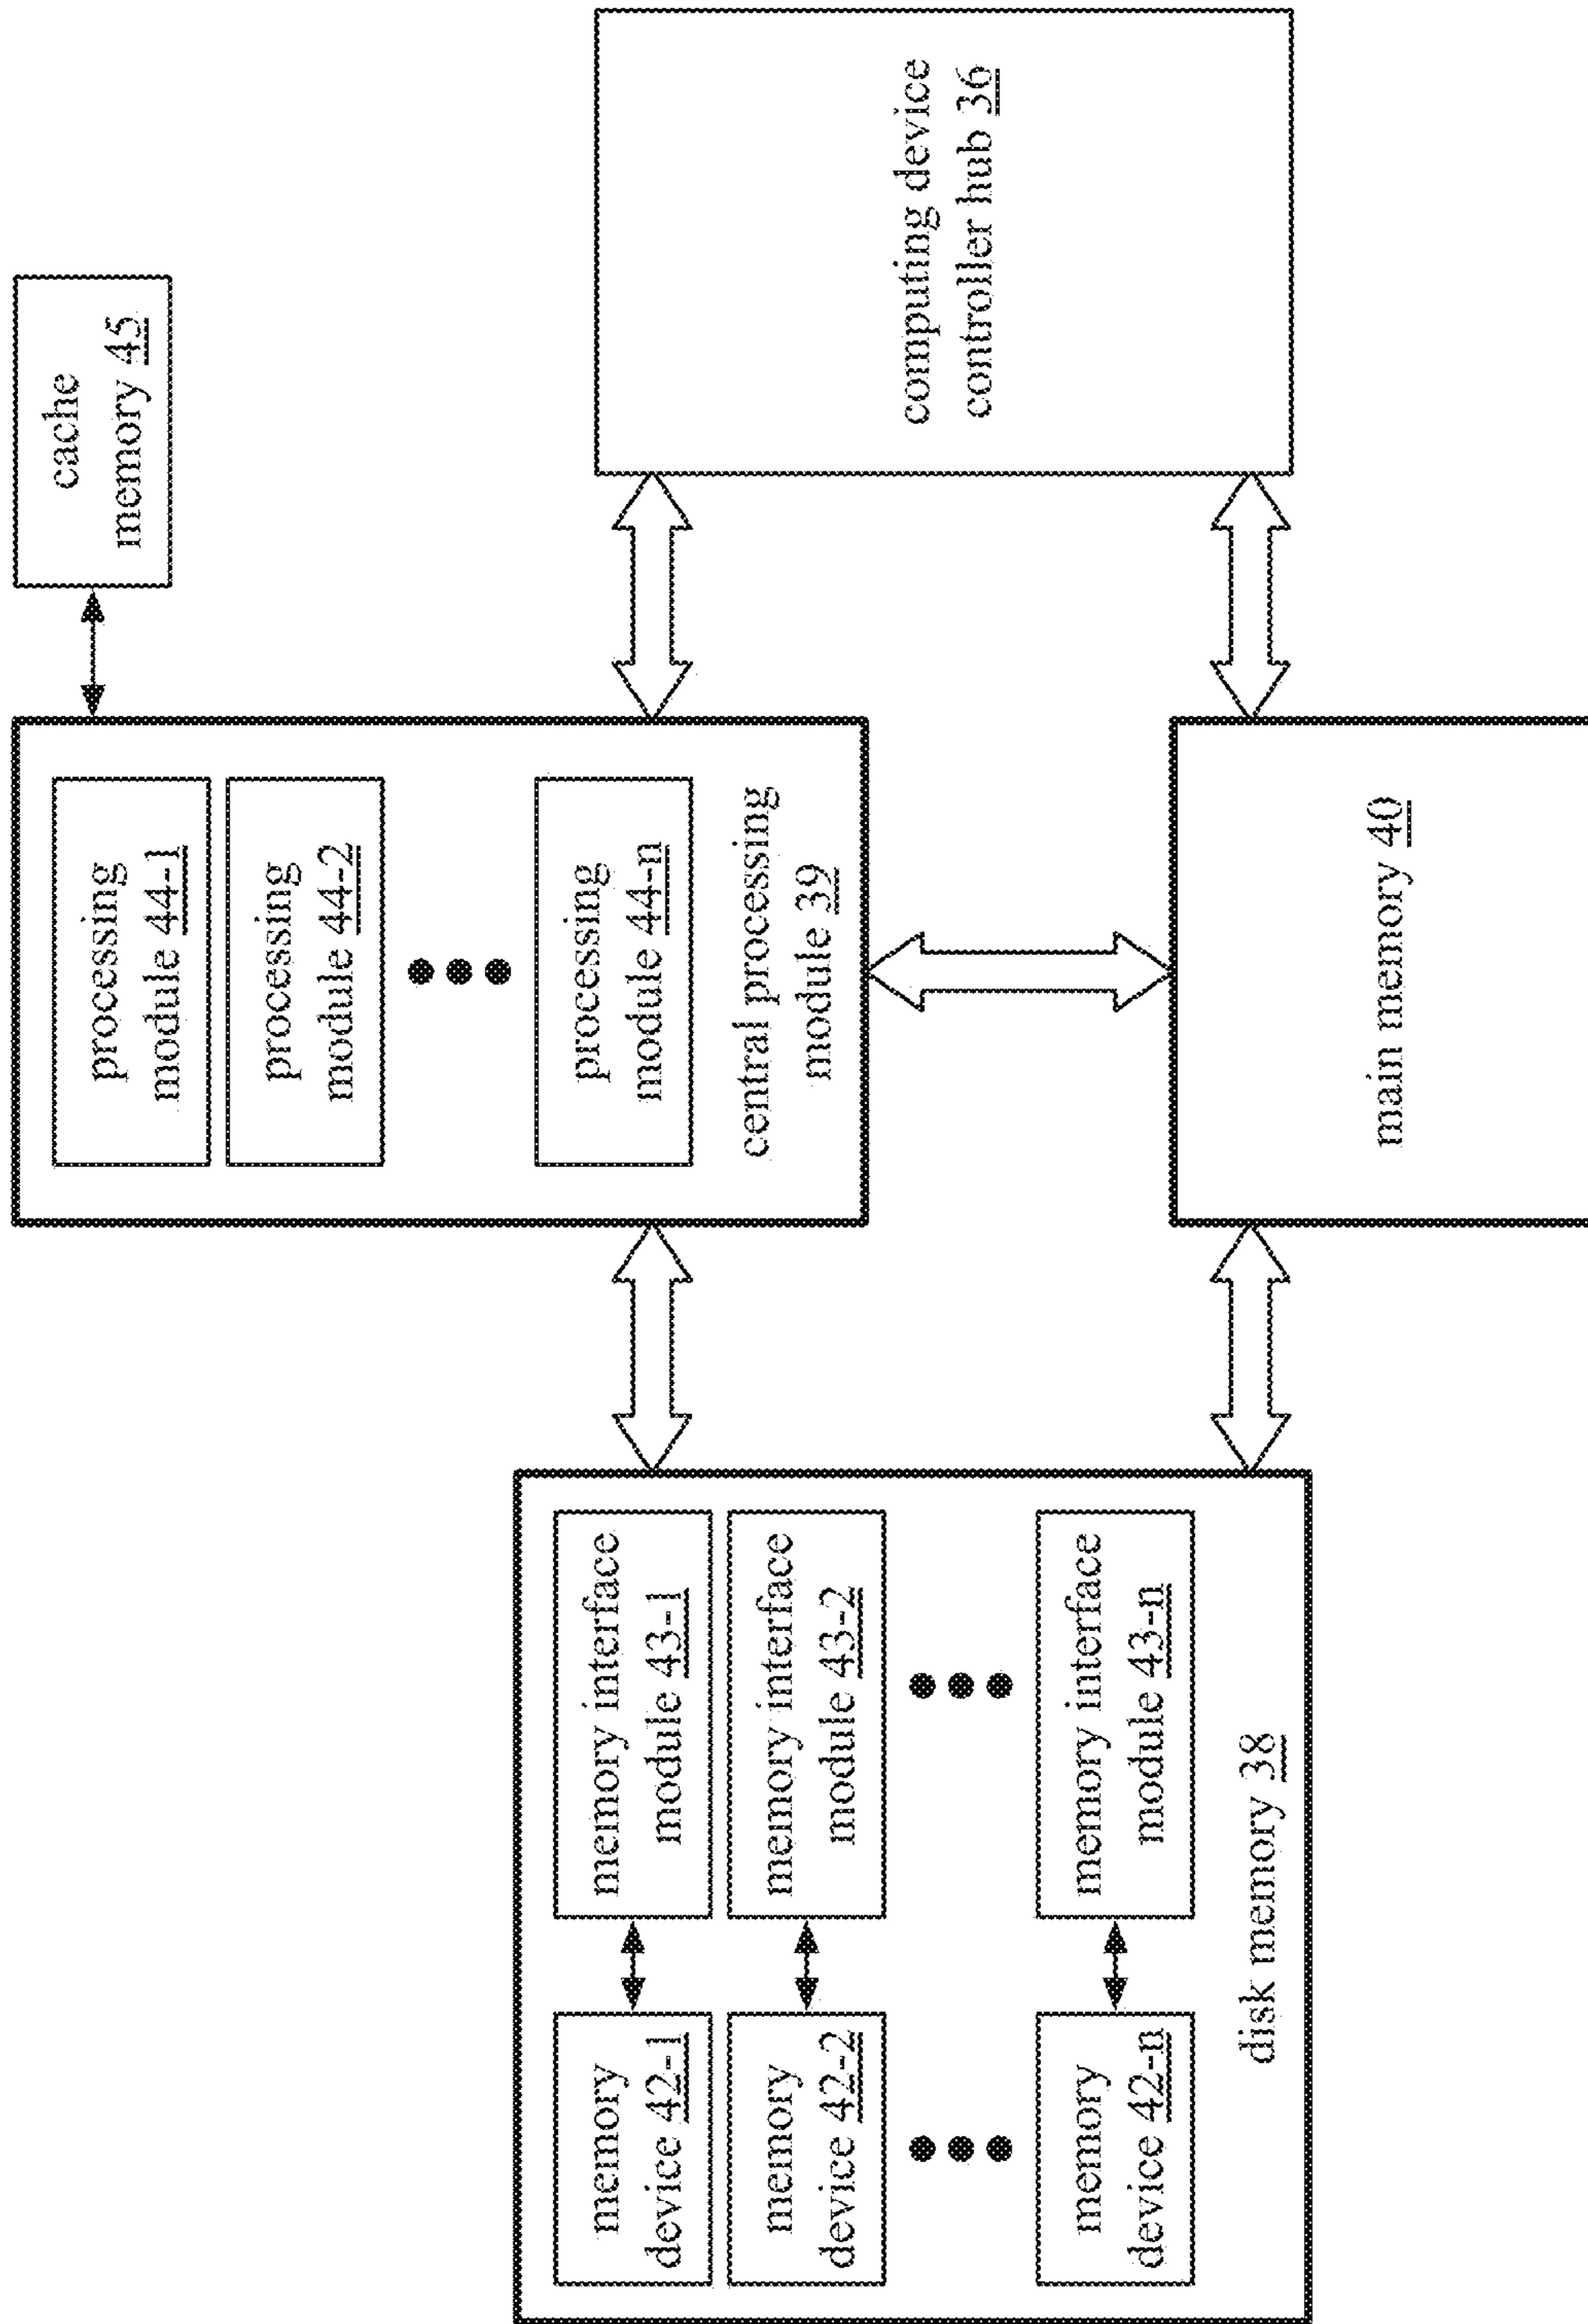 cache
memory 45
processing
module 44-1
processing
module 44-2
processing
module 44-n
central processing
module 39
computing device
controller hub 36
memory
device 42-1
memory interface
module 43-1
memory
device 42-2
memory interface
module 43-2
memory
device 42-n
memory interface
module 43-n
disk memory 38
main memory 40